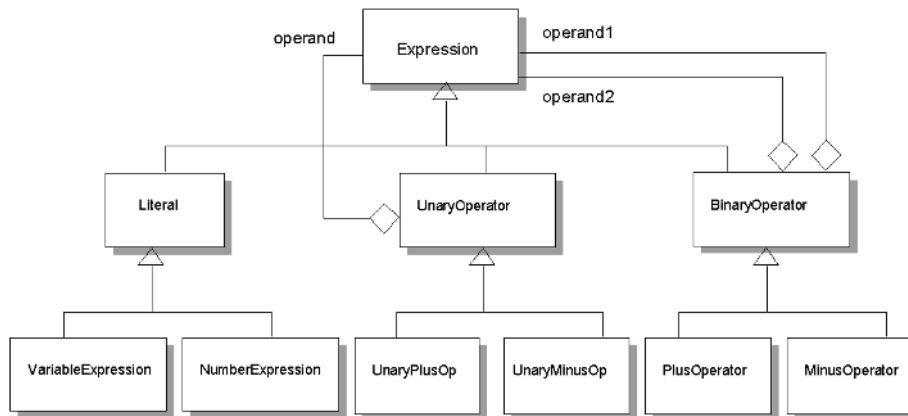 operand
Expression
operand1
operand2
Literal
UnaryOperator
BinaryOperator
VariableExpression
NumberExpression
UnaryPlusOp
UnaryMinusOp
PlusOperator
MinusOperator